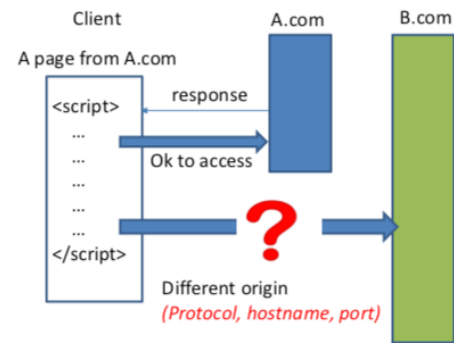 Client
A.com
B.com
A page from A.com
<script>
response
...
Ok to access
...
...
...
...
?
</script>
Different origin
(Protocol, hostname, port)